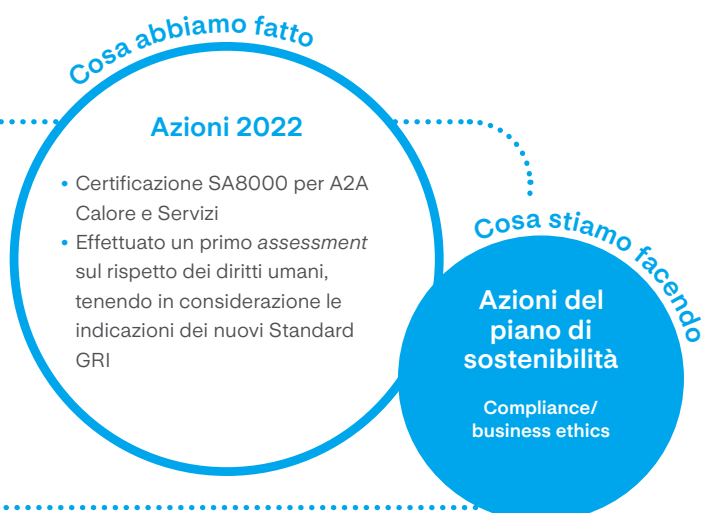 Cosa abbiamo fatto
Azioni 2022
• Certificazione SA8000 per A2A
Calore e Servizi
• Effettuato un primo assessment
sul rispetto dei diritti umani,
tenendo in considerazione le
indicazioni dei nuovi Standard
GRI
Cosa stiamo facendo
Azioni del
piano di
sostenibilità
Compliance/
business ethics